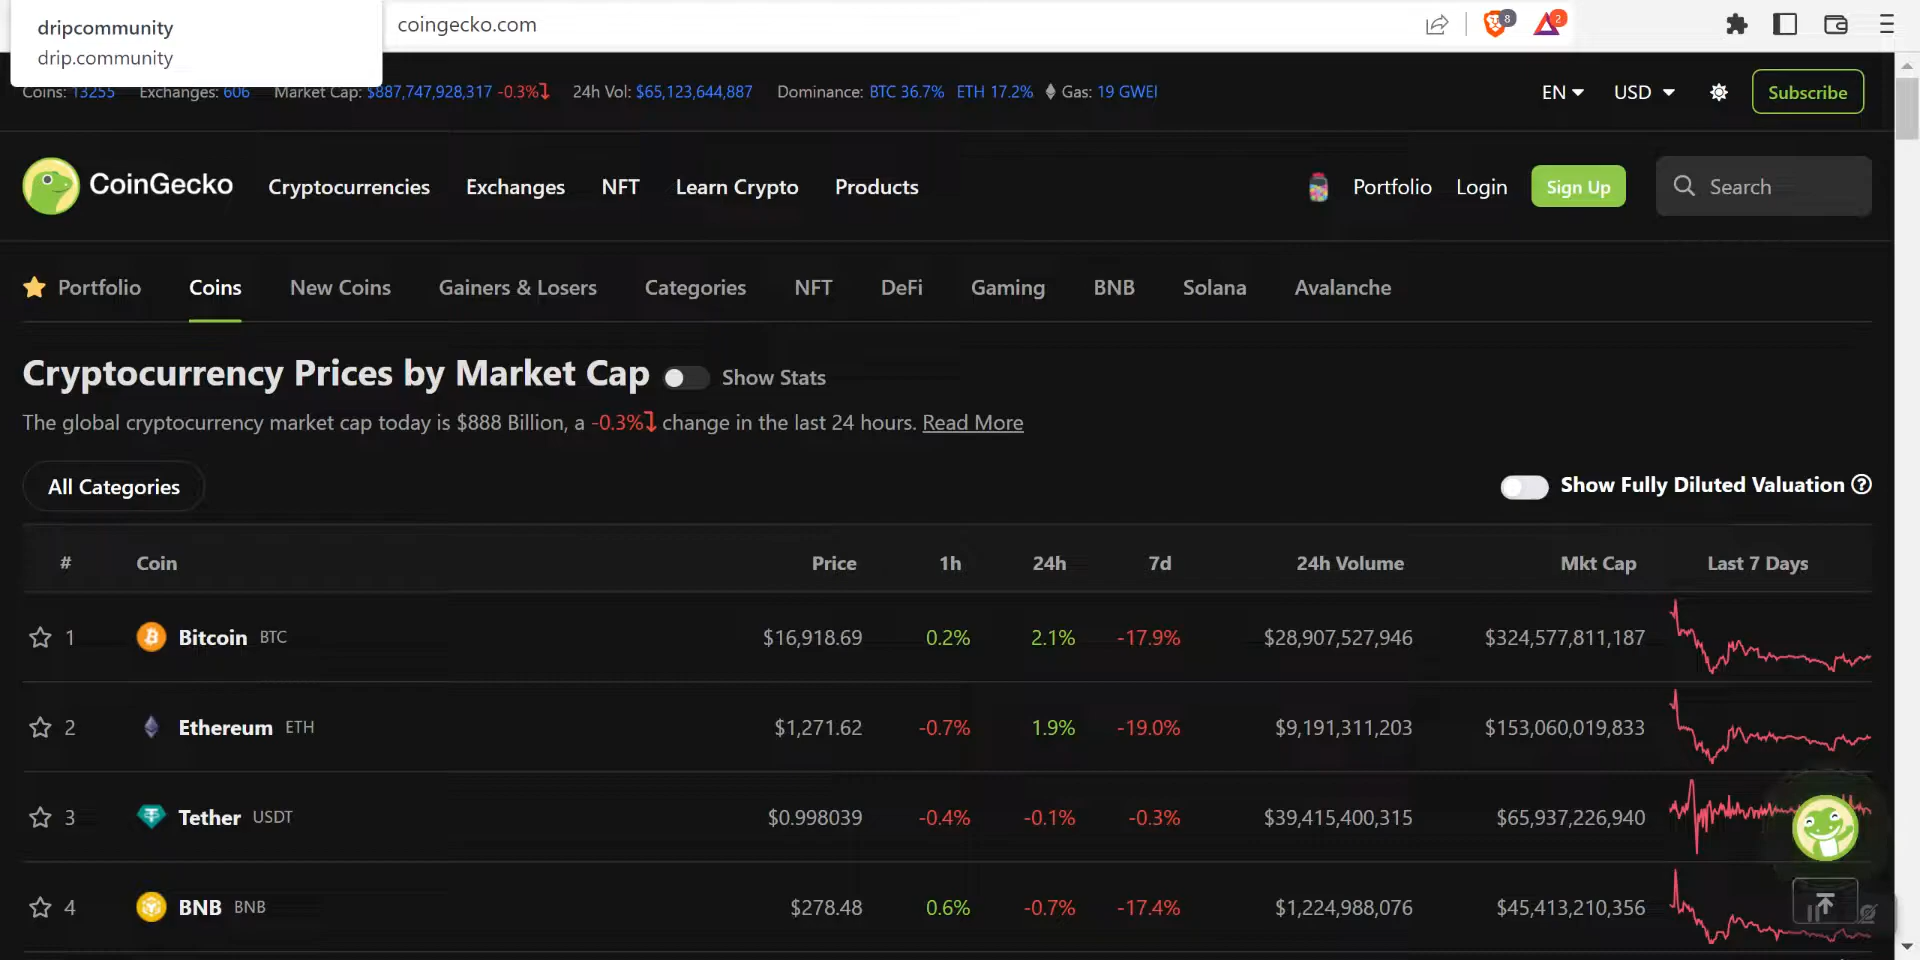 dripcommunity
drip.community
coingecko.com
8
2
Coins: 13255 Exchanges: 606 Market Cap: $887,747,928,317 -0.3% 24h Vol: $65,123,644,887 Dominance: BTC 36.7% ETH 17.2% Gas: 19 GWEI
EN USD Subscribe
CoinGecko Cryptocurrencies Exchanges NFT Learn Crypto Products Portfolio Login Sign Up Search
Portfolio Coins New Coins Gainers & Losers Categories NFT DeFi Gaming BNB Solana Avalanche
Cryptocurrency Prices by Market Cap Show Stats
The global cryptocurrency market cap today is $888 Billion, a -0.3% change in the last 24 hours. Read More
All Categories Show Fully Diluted Valuation ?
# Coin Price 1h 24h 7d 24h Volume Mkt Cap Last 7 Days
1 Bitcoin BTC $16,918.69 0.2% 2.1% -17.9% $28,907,527,946 $324,577,811,187
2 Ethereum ETH $1,271.62 -0.7% 1.9% -19.0% $9,191,311,203 $153,060,019,833
3 Tether USDT $0.998039 -0.4% -0.1% -0.3% $39,415,400,315 $65,937,226,940
4 BNB BNB $278.48 0.6% -0.7% -17.4% $1,224,988,076 $45,413,210,356